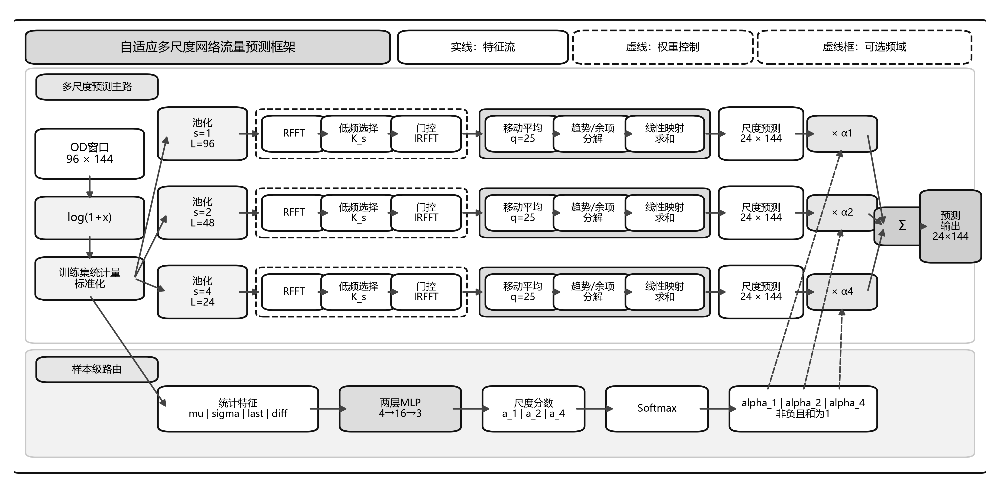 自适应多尺度网络流量预测框架
实线：特征流
虚线：权重控制
虚线框：可选频域
多尺度预测主路
OD窗口
96 × 144
log(1+x)
训练集统计量
标准化
池化
s=1
L=96
RFFT
低频选择
K_s
门控
IRFFT
移动平均
q=25
趋势/余项
分解
线性映射
求和
尺度预测
24 × 144
× α1
池化
s=2
L=48
RFFT
低频选择
K_s
门控
IRFFT
移动平均
q=25
趋势/余项
分解
线性映射
求和
尺度预测
24 × 144
× α2
池化
s=4
L=24
RFFT
低频选择
K_s
门控
IRFFT
移动平均
q=25
趋势/余项
分解
线性映射
求和
尺度预测
24 × 144
× α4
Σ
预测
输出
24×144
样本级路由
统计特征
mu | sigma | last | diff
两层MLP
4→16→3
尺度分数
a_1 | a_2 | a_4
Softmax
alpha_1 | alpha_2 | alpha_4
非负且和为1